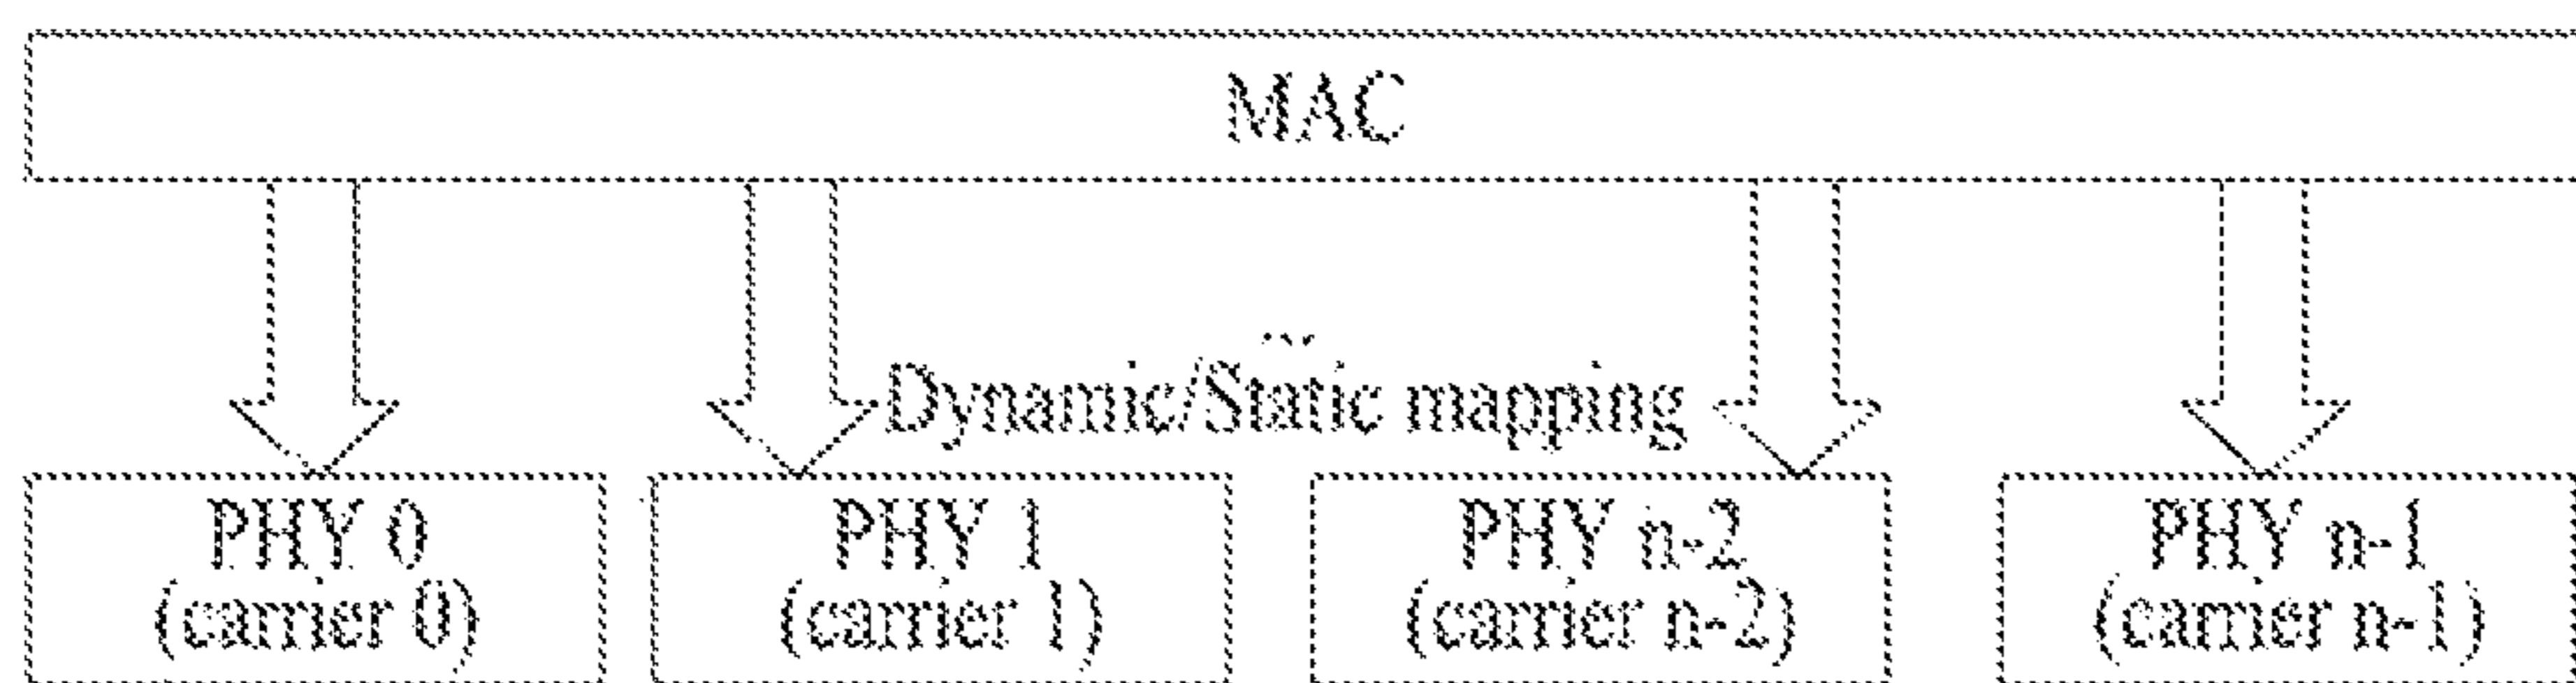 MAC
...
Dynamic/Static mapping
PHY 0
(carrier 0)
PHY 1
(carrier 1)
PHY n-2
(carrier n-2)
PHY n-1
(carrier n-1)